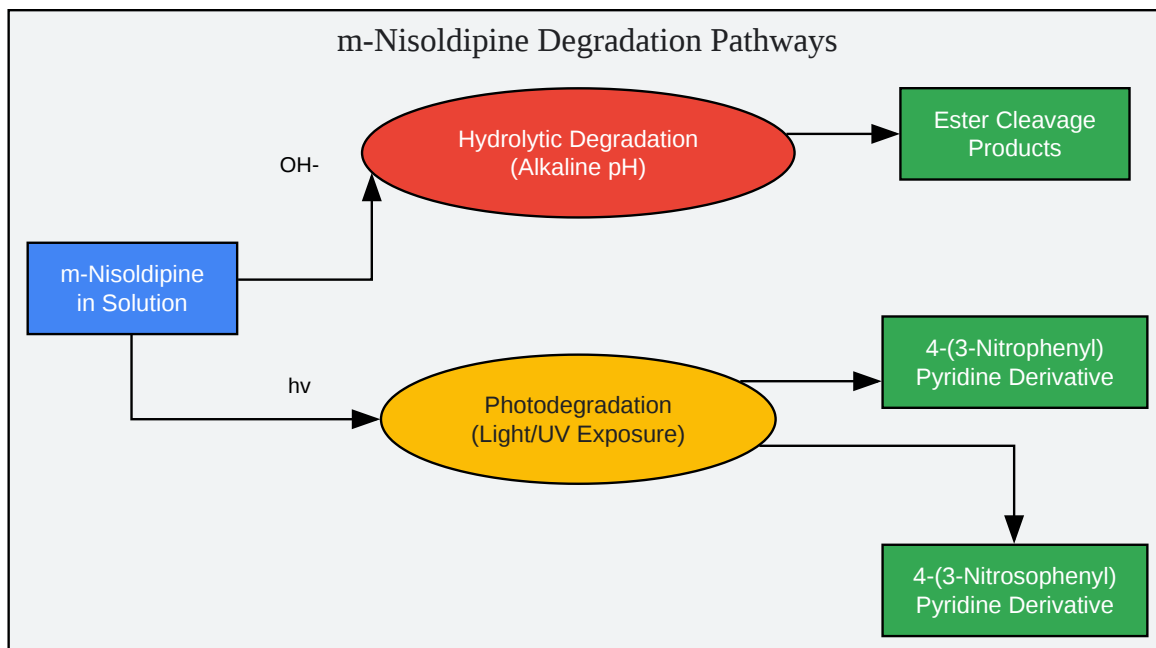 m-Nisoldipine Degradation Pathways
Hydrolytic Degradation
(Alkaline pH)
Ester Cleavage
Products
OH-
m-Nisoldipine
in Solution
4-(3-Nitrophenyl)
Pyridine Derivative
hv
Photodegradation
(Light/UV Exposure)
4-(3-Nitrosophenyl)
Pyridine Derivative